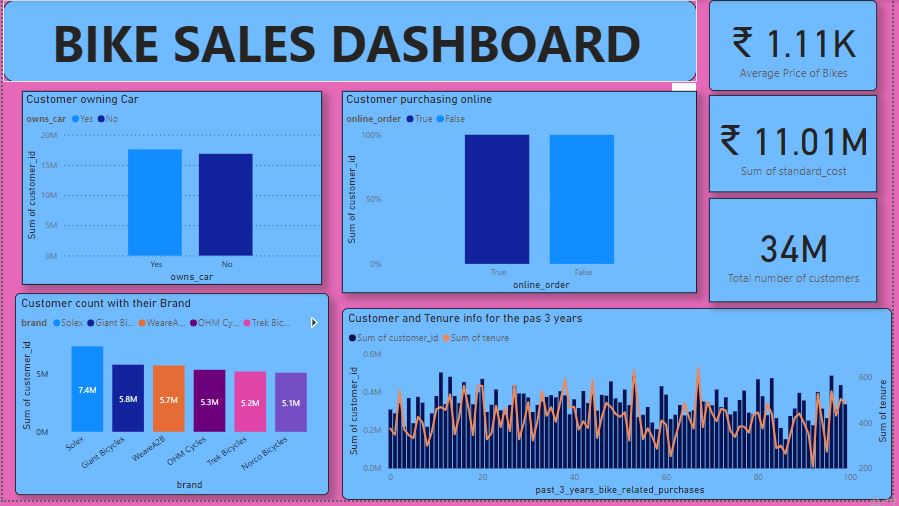 BIKE SALES DASHBOARD
₹ 1.11K
Average Price of Bikes
₹ 11.01M
Sum of standard_cost
34M
Total number of customers
Customer owning Car
owns_car Yes No
Sum of customer_id
20M
15M
10M
5M
0M
Yes No
owns_car
Customer purchasing online
online_order True False
Sum of customer_id
100%
50%
0%
True False
online_order
Customer count with their Brand
brand Solex Giant Bi... WeareA... OHM Cy... Trek Bic...
Sum of customer_id
5M
0M
7.4M
5.8M
5.7M
5.3M
5.2M
5.1M
Solex
Giant Bicycles
WeareA2B
OHM Cycles
Trek Bicycles
Norco Bicycles
brand
Customer and Tenure info for the pas 3 years
Sum of customer_id Sum of tenure
Sum of customer_id
0.6M
0.4M
0.2M
0.0M
600
400
200
Sum of tenure
0 20 40 60 80 100
past_3_years_bike_related_purchases